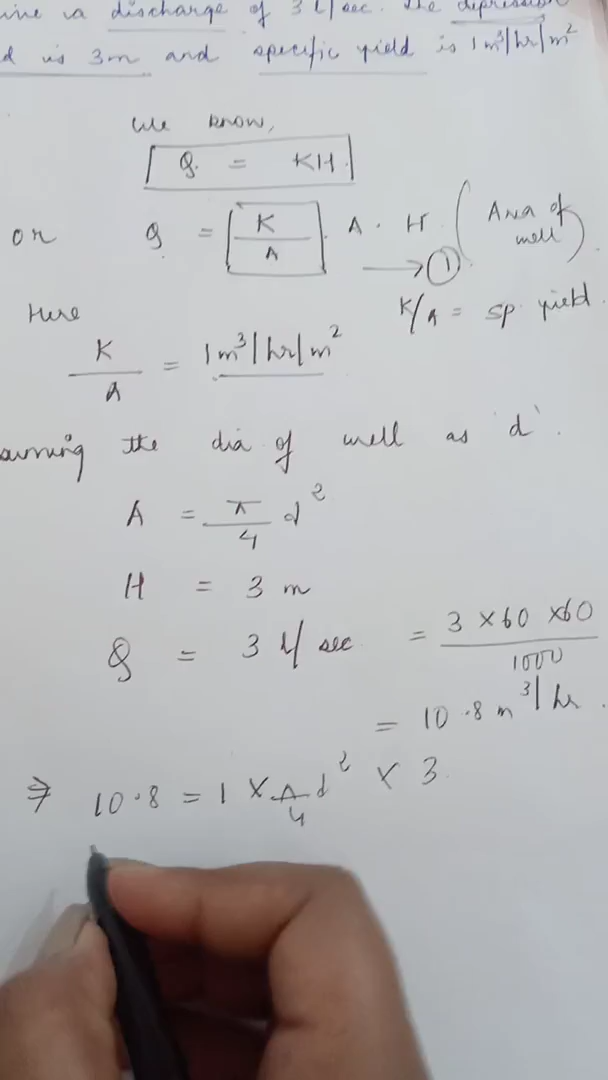 a discharge of 3 l/sec. The depression
is 3m and specific yield is 1m³/hr/m²
We know,
Q = KH.
or Q = [K/A] A . H (Area of well)
→ ①
Here K/A = sp yield.
K/A = 1m³/hr/m²
the dia of well as 'd'.
A = π/4 d²
H = 3 m
Q = 3 l/sec = 3 × 60 × 60 / 1000
= 10.8 m³/hr.
⇒ 10.8 = 1 × π/4 d² × 3.